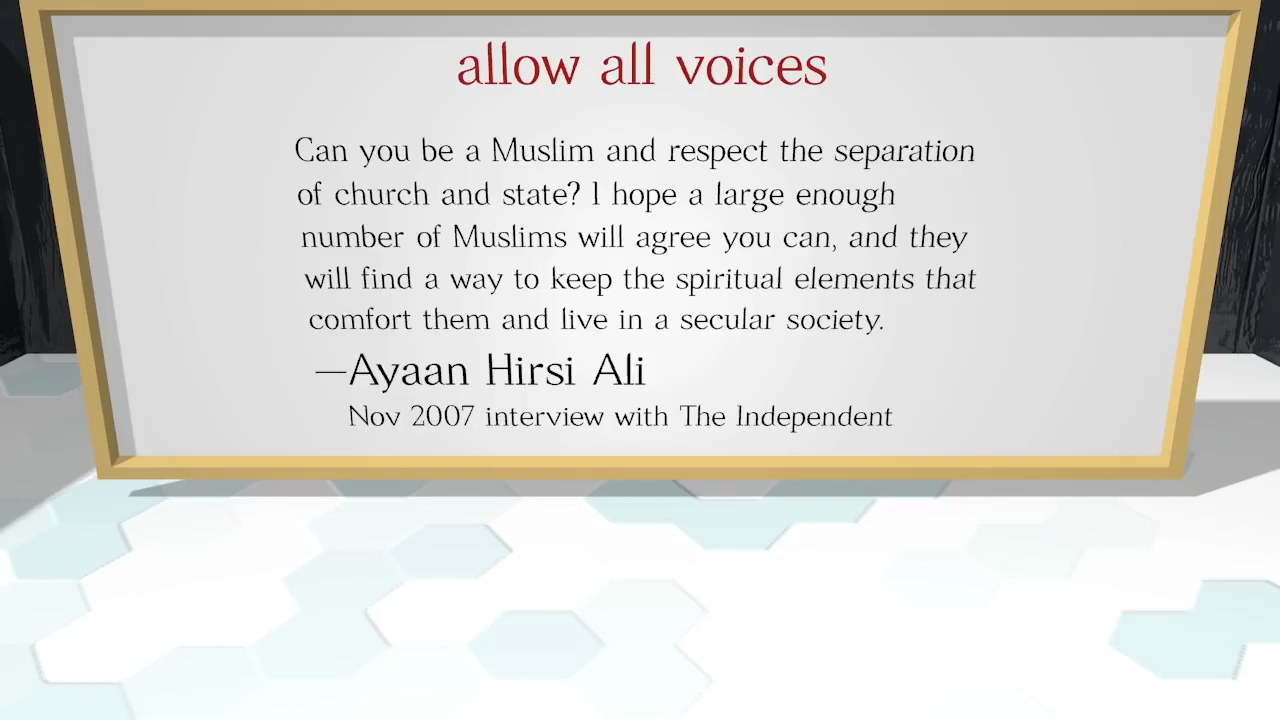 allow all voices
Can you be a Muslim and respect the separation
of church and state? I hope a large enough
number of Muslims will agree you can, and they
will find a way to keep the spiritual elements that
comfort them and live in a secular society.
—Ayaan Hirsi Ali
Nov 2007 interview with The Independent